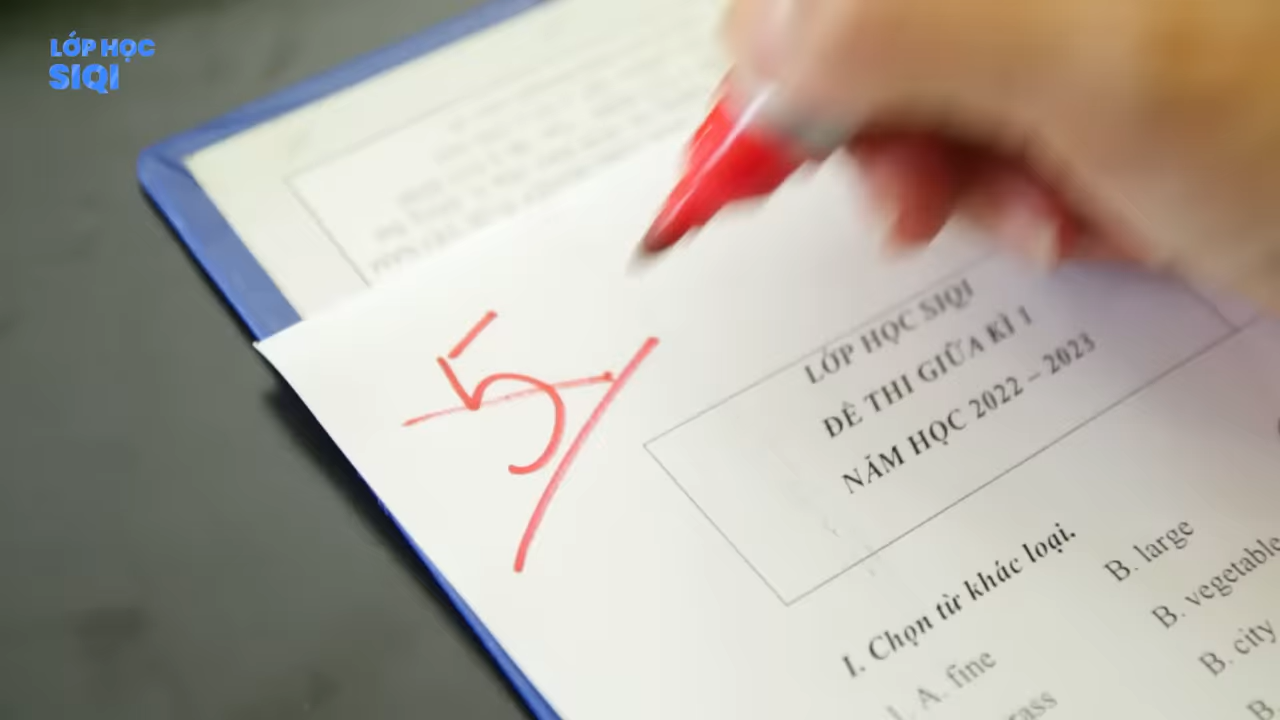 LỚP HỌC
SIQI
5
LỚP HỌC SIQI
ĐỀ THI GIỮA KÌ 1
NĂM HỌC 2022 – 2023
I. Chọn từ khác loại.
1. A. fine B. large
B. vegetable
B. city
B.